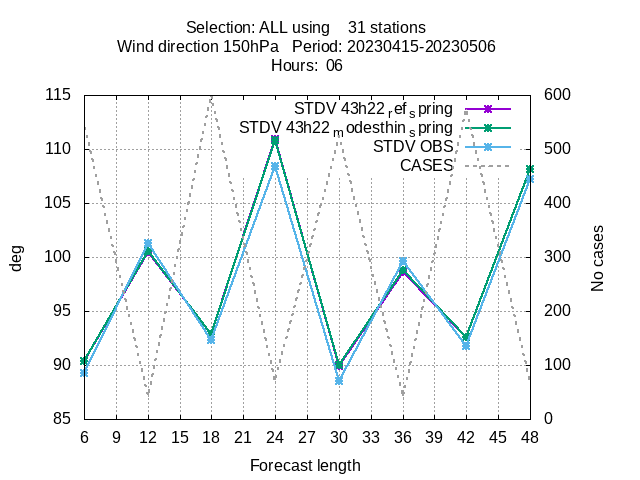 Selection: ALL using 31 stations
Wind direction 150hPa Period: 20230415-20230506
Hours: 06
STDV 43h22 ref spring
STDV 43h22 modesthin spring
STDV OBS
CASES
115
110
105
100
95
90
85
600
500
400
300
200
100
0
deg
No cases
6 9 12 15 18 21 24 27 30 33 36 39 42 45 48
Forecast length